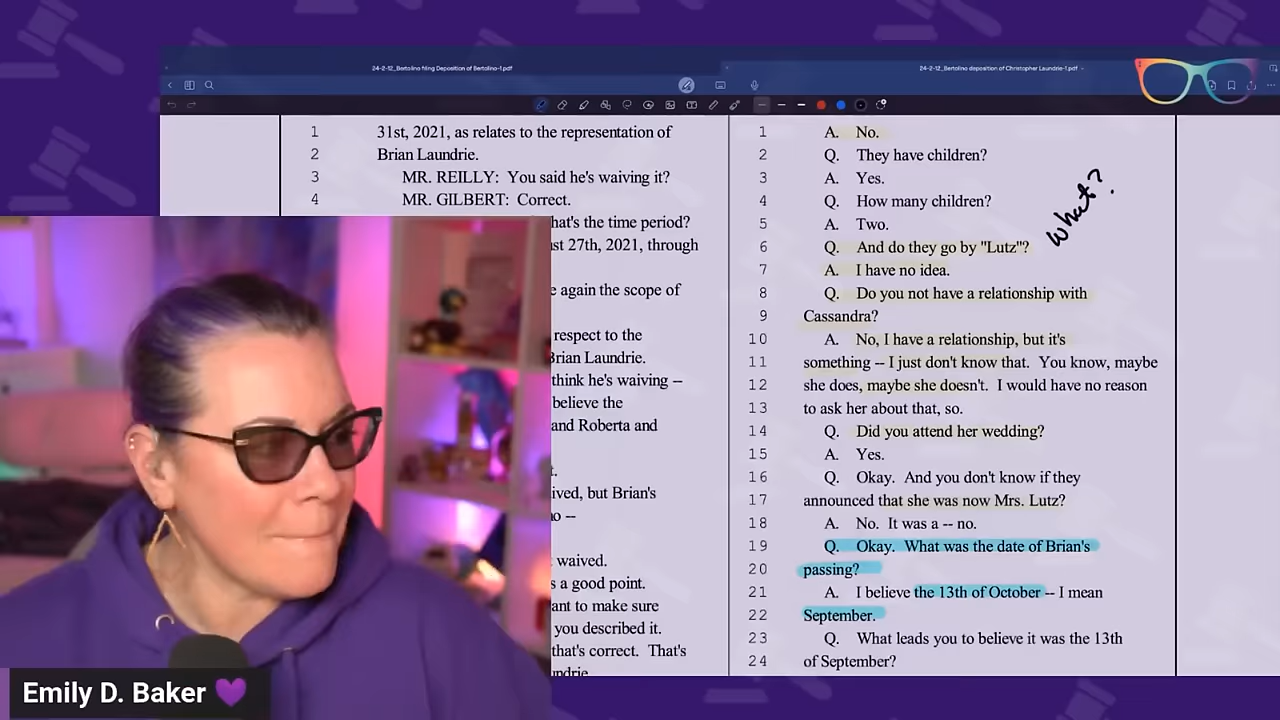 24-2-12_Bertolino filing Deposition of Bertolino-1.pdf
24-2-12_Bertolino deposition of Christopher Laundrie-1.pdf
1 31st, 2021, as relates to the representation of
2 Brian Laundrie.
3 MR. REILLY: You said he's waiving it?
4 MR. GILBERT: Correct.
hat's the time period?
st 27th, 2021, through
e again the scope of
respect to the
Brian Laundrie.
think he's waiving --
believe the
and Roberta and
t.
ived, but Brian's
o --
waived.
s a good point.
ant to make sure
you described it.
that's correct. That's
undrie.
1 A. No.
2 Q. They have children?
3 A. Yes.
4 Q. How many children?
5 A. Two.
6 Q. And do they go by "Lutz"?
7 A. I have no idea.
8 Q. Do you not have a relationship with
9 Cassandra?
10 A. No, I have a relationship, but it's
11 something -- I just don't know that. You know, maybe
12 she does, maybe she doesn't. I would have no reason
13 to ask her about that, so.
14 Q. Did you attend her wedding?
15 A. Yes.
16 Q. Okay. And you don't know if they
17 announced that she was now Mrs. Lutz?
18 A. No. It was a -- no.
19 Q. Okay. What was the date of Brian's
20 passing?
21 A. I believe the 13th of October -- I mean
22 September.
23 Q. What leads you to believe it was the 13th
24 of September?
What?
Emily D. Baker 💜